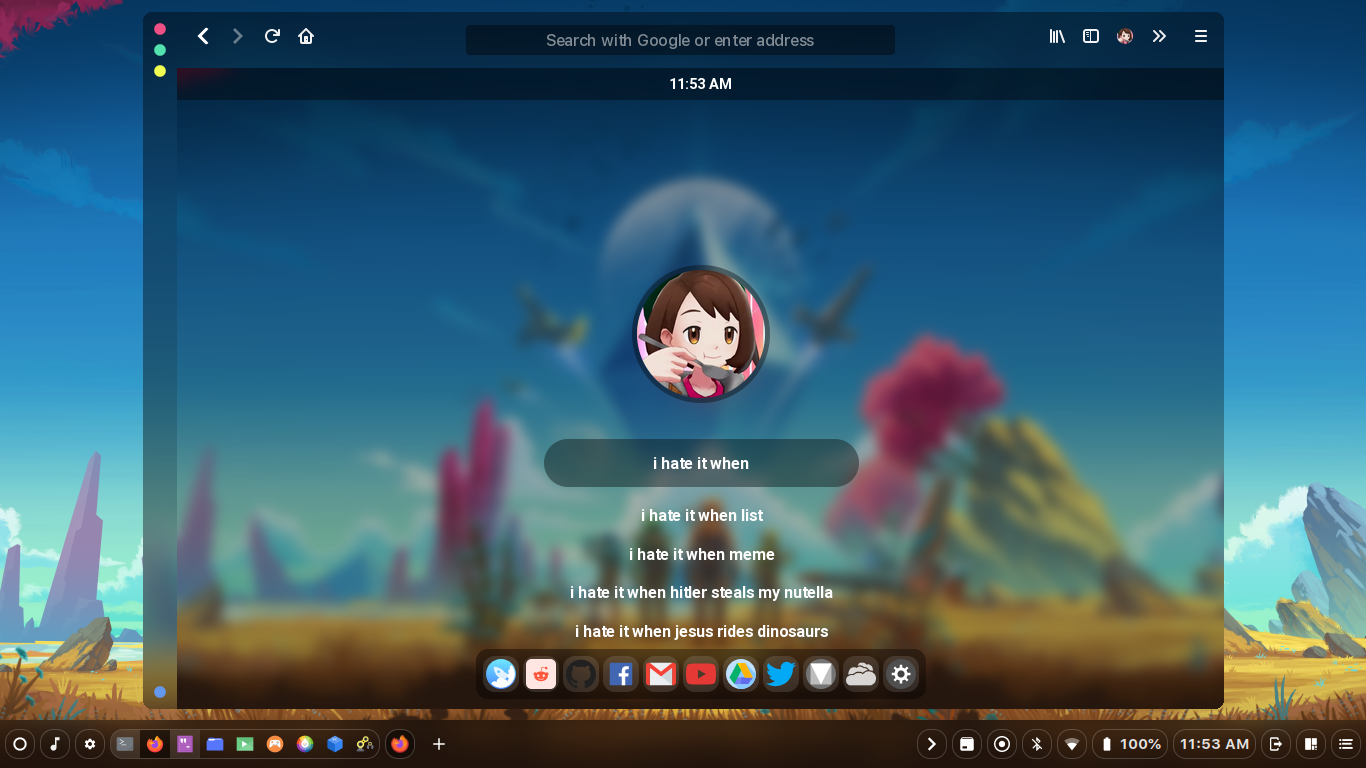 Search with Google or enter address
11:53 AM
i hate it when
i hate it when list
i hate it when meme
i hate it when hitler steals my nutella
i hate it when jesus rides dinosaurs
100%
11:53 AM